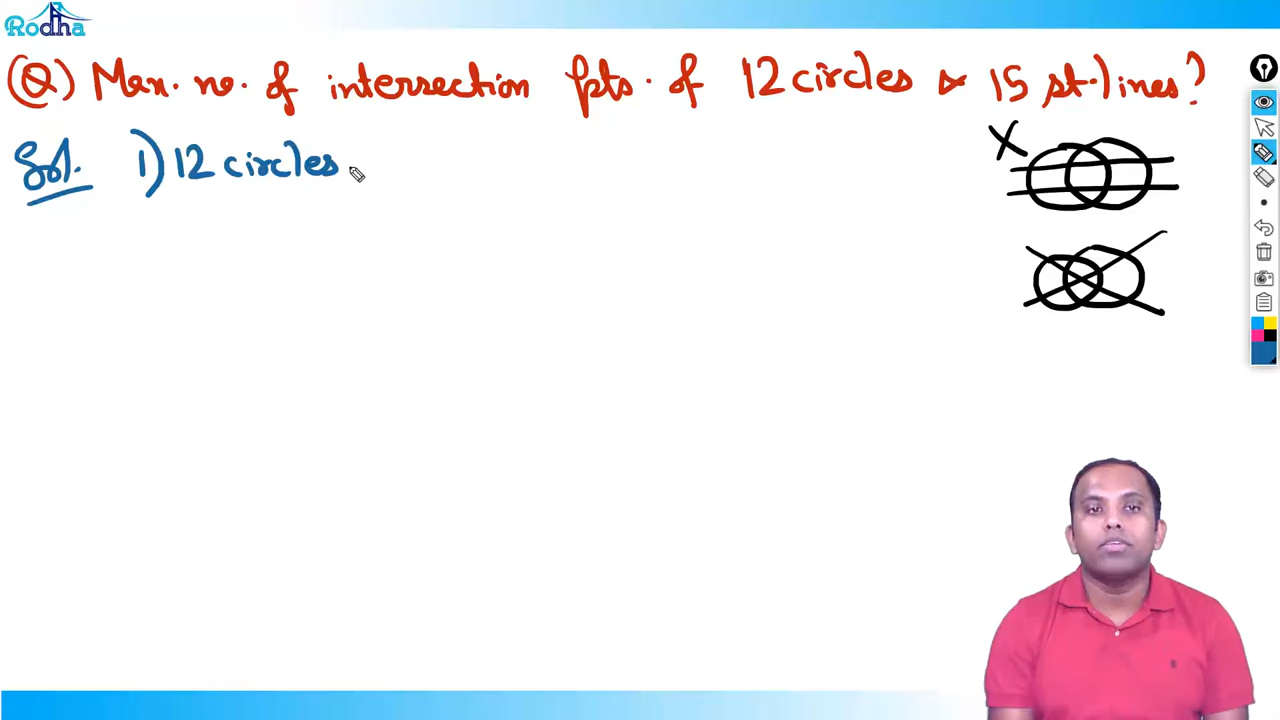 Rodha
(Q) Max. no. of intersection pts. of 12 circles & 15 st. lines?
Sol. 1) 12 circles
X